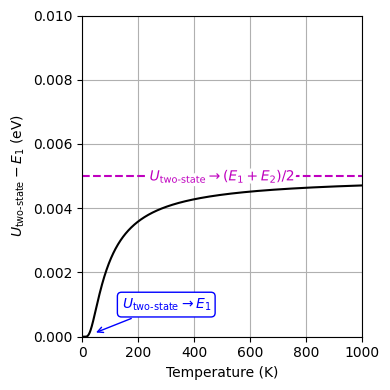 0.010
0.008
0.006
0.004
0.002
0.000
U_two-state − E_1 (eV)
U_two-state → (E_1 + E_2)/2
U_two-state → E_1
0 200 400 600 800 1000
Temperature (K)